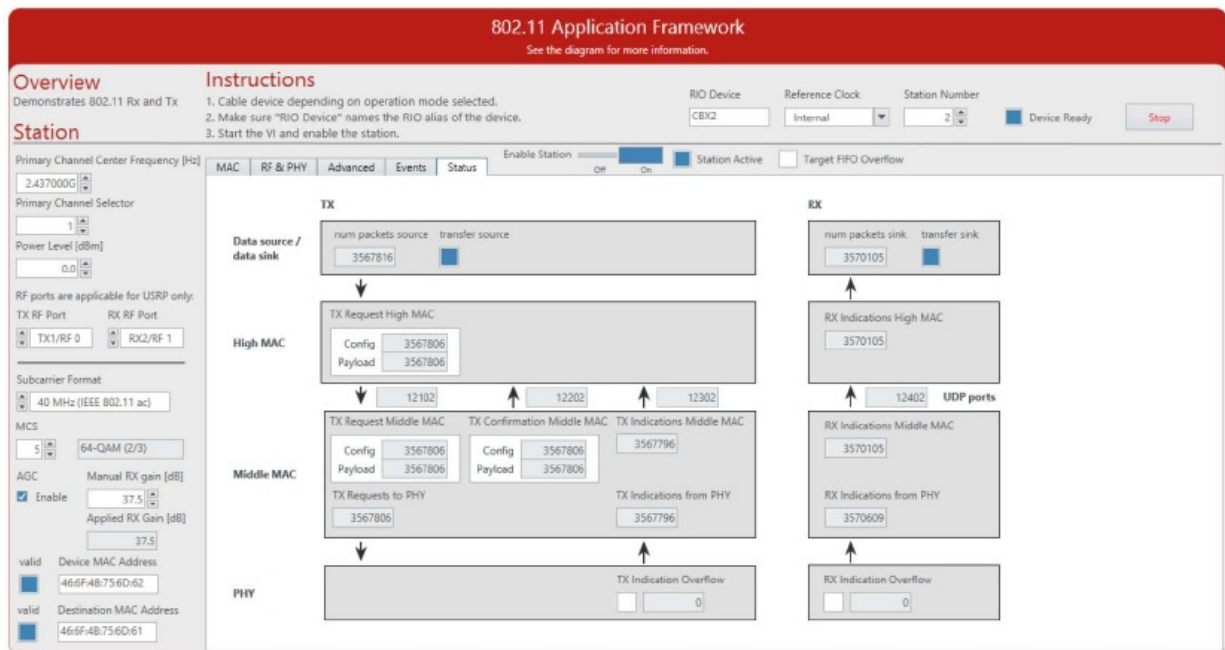 802.11 Application Framework
See the diagram for more information.
Overview
Demonstrates 802.11 Rx and Tx
Station
Instructions
1. Cable device depending on operation mode selected.
2. Make sure "RIO Device" names the RIO alias of the device.
3. Start the VI and enable the station.
RIO Device
CBX2
Reference Clock
Internal
Station Number
2
Device Ready
Stop
Primary Channel Center Frequency [Hz]
2.437000G
Primary Channel Selector
1
Power Level [dBm]
0.0
RF ports are applicable for USRP only:
TX RF Port RX RF Port
TX1/RF 0 RX2/RF 1
Subcarrier Format
40 MHz (IEEE 802.11 ac)
MCS
5 64-QAM (2/3)
AGC Manual RX gain [dB]
Enable 37.5
Applied RX Gain [dB]
37.5
valid Device MAC Address
46:6F:4B:75:6D:62
valid Destination MAC Address
46:6F:4B:75:6D:61
MAC RF & PHY Advanced Events Status
Enable Station
Off On
Station Active
Target FIFO Overflow
TX RX
Data source /
data sink
num packets source transfer source
3567816
num packets sink transfer sink
3570105
High MAC
TX Request High MAC
Config 3567806
Payload 3567806
RX Indications High MAC
3570105
12102 12202 12302 12402 UDP ports
Middle MAC
TX Request Middle MAC
Config 3567806
Payload 3567806
TX Confirmation Middle MAC
Config 3567806
Payload 3567806
TX Indications Middle MAC
3567796
RX Indications Middle MAC
3570105
TX Requests to PHY
3567806
TX Indications from PHY
3567796
RX Indications from PHY
3570609
PHY
TX Indication Overflow
0
RX Indication Overflow
0